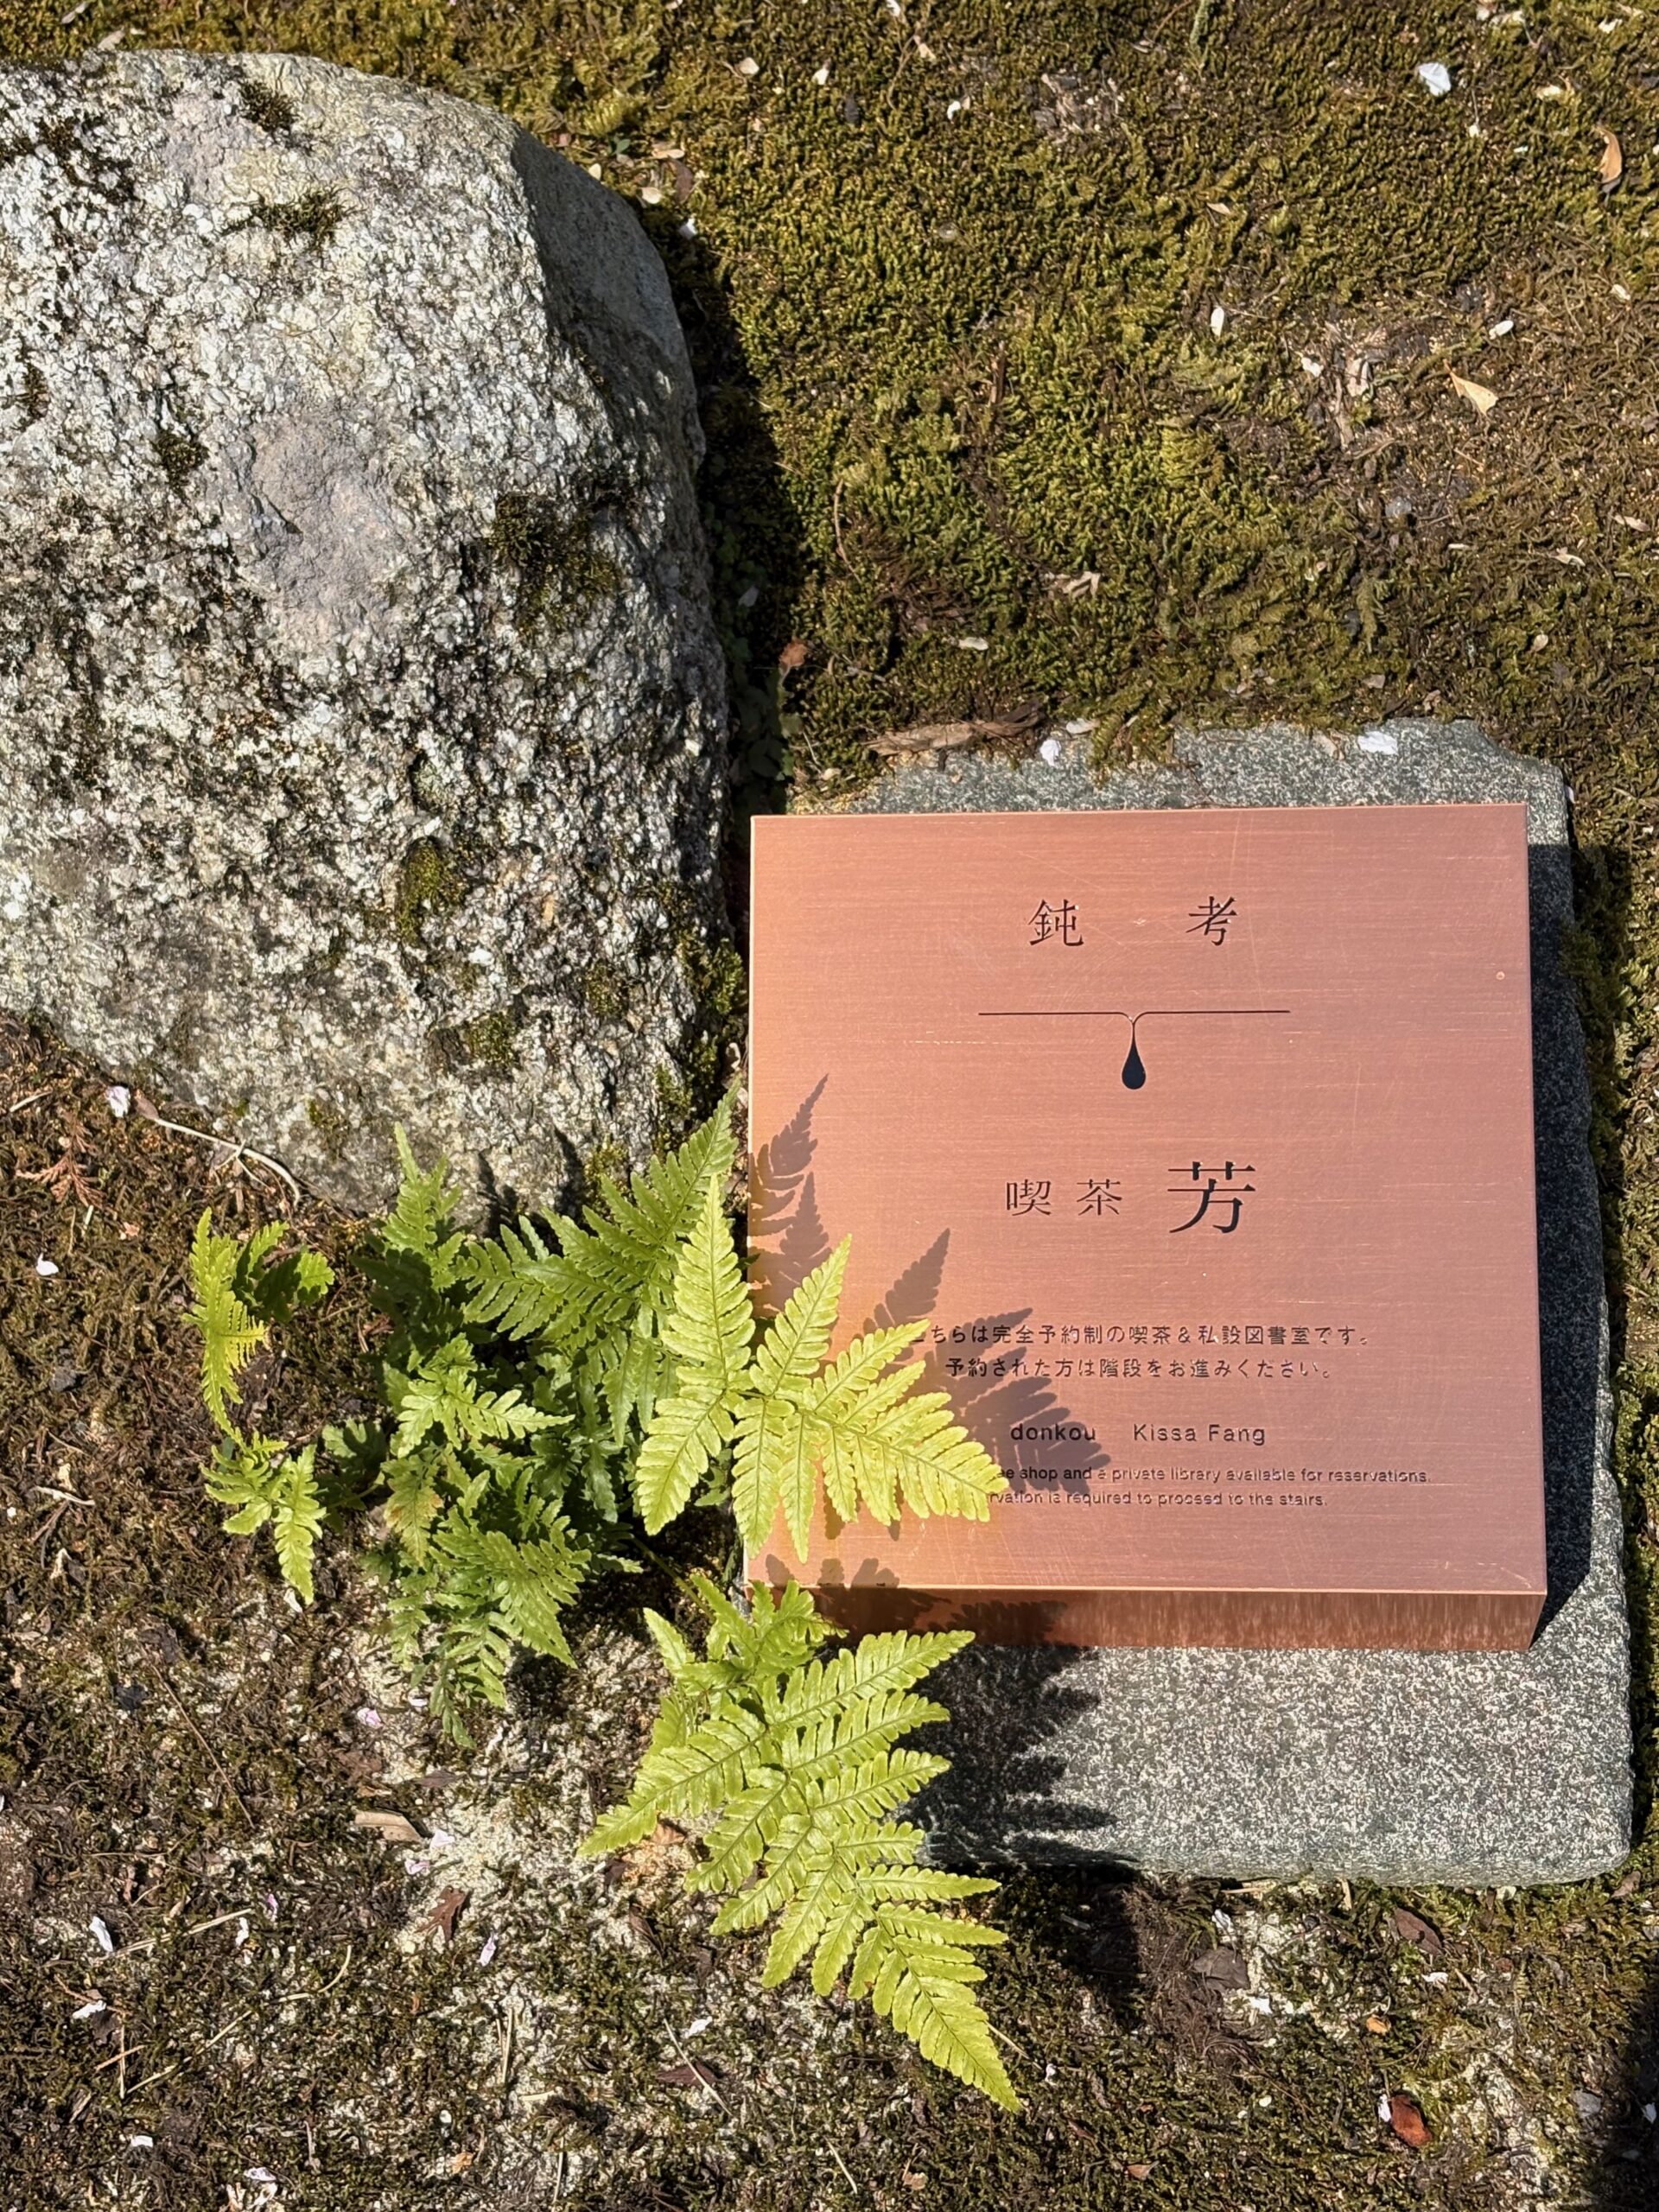 鈍 考
喫茶 芳
こちらは完全予約制の喫茶&私設図書室です。
予約された方は階段をお進みください。
donkou Kissa Fang
shop and a private library available for reservations.
is required to proceed to the stairs.